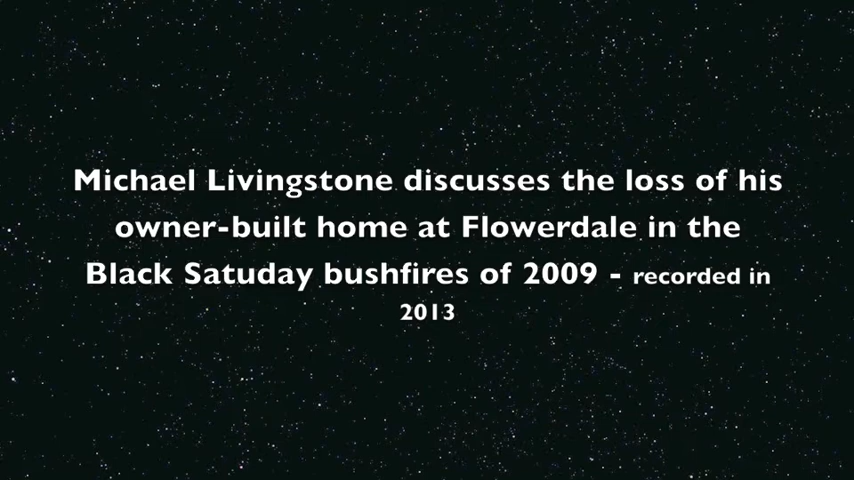 Michael Livingstone discusses the loss of his
owner-built home at Flowerdale in the
Black Satuday bushfires of 2009 - recorded in
2013